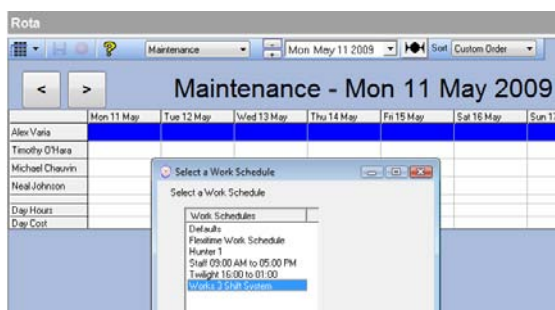 Rota
Maintenance Mon May 11 2009 Sort Custom Order
< > Maintenance - Mon 11 May 2009
Mon 11 May Tue 12 May Wed 13 May Thu 14 May Fri 15 May Sat 16 May Sun 17
Alex Varia
Timothy O'Hara
Michael Chauvin
Neal Johnson
Day Hours
Day Cost
Select a Work Schedule
Select a Work Schedule
Work Schedules
Defaults
Flexitime Work Schedule
Hunter 1
Staff 09:00 AM to 05:00 PM
Twilight 16:00 to 01:00
Works 3 Shift System